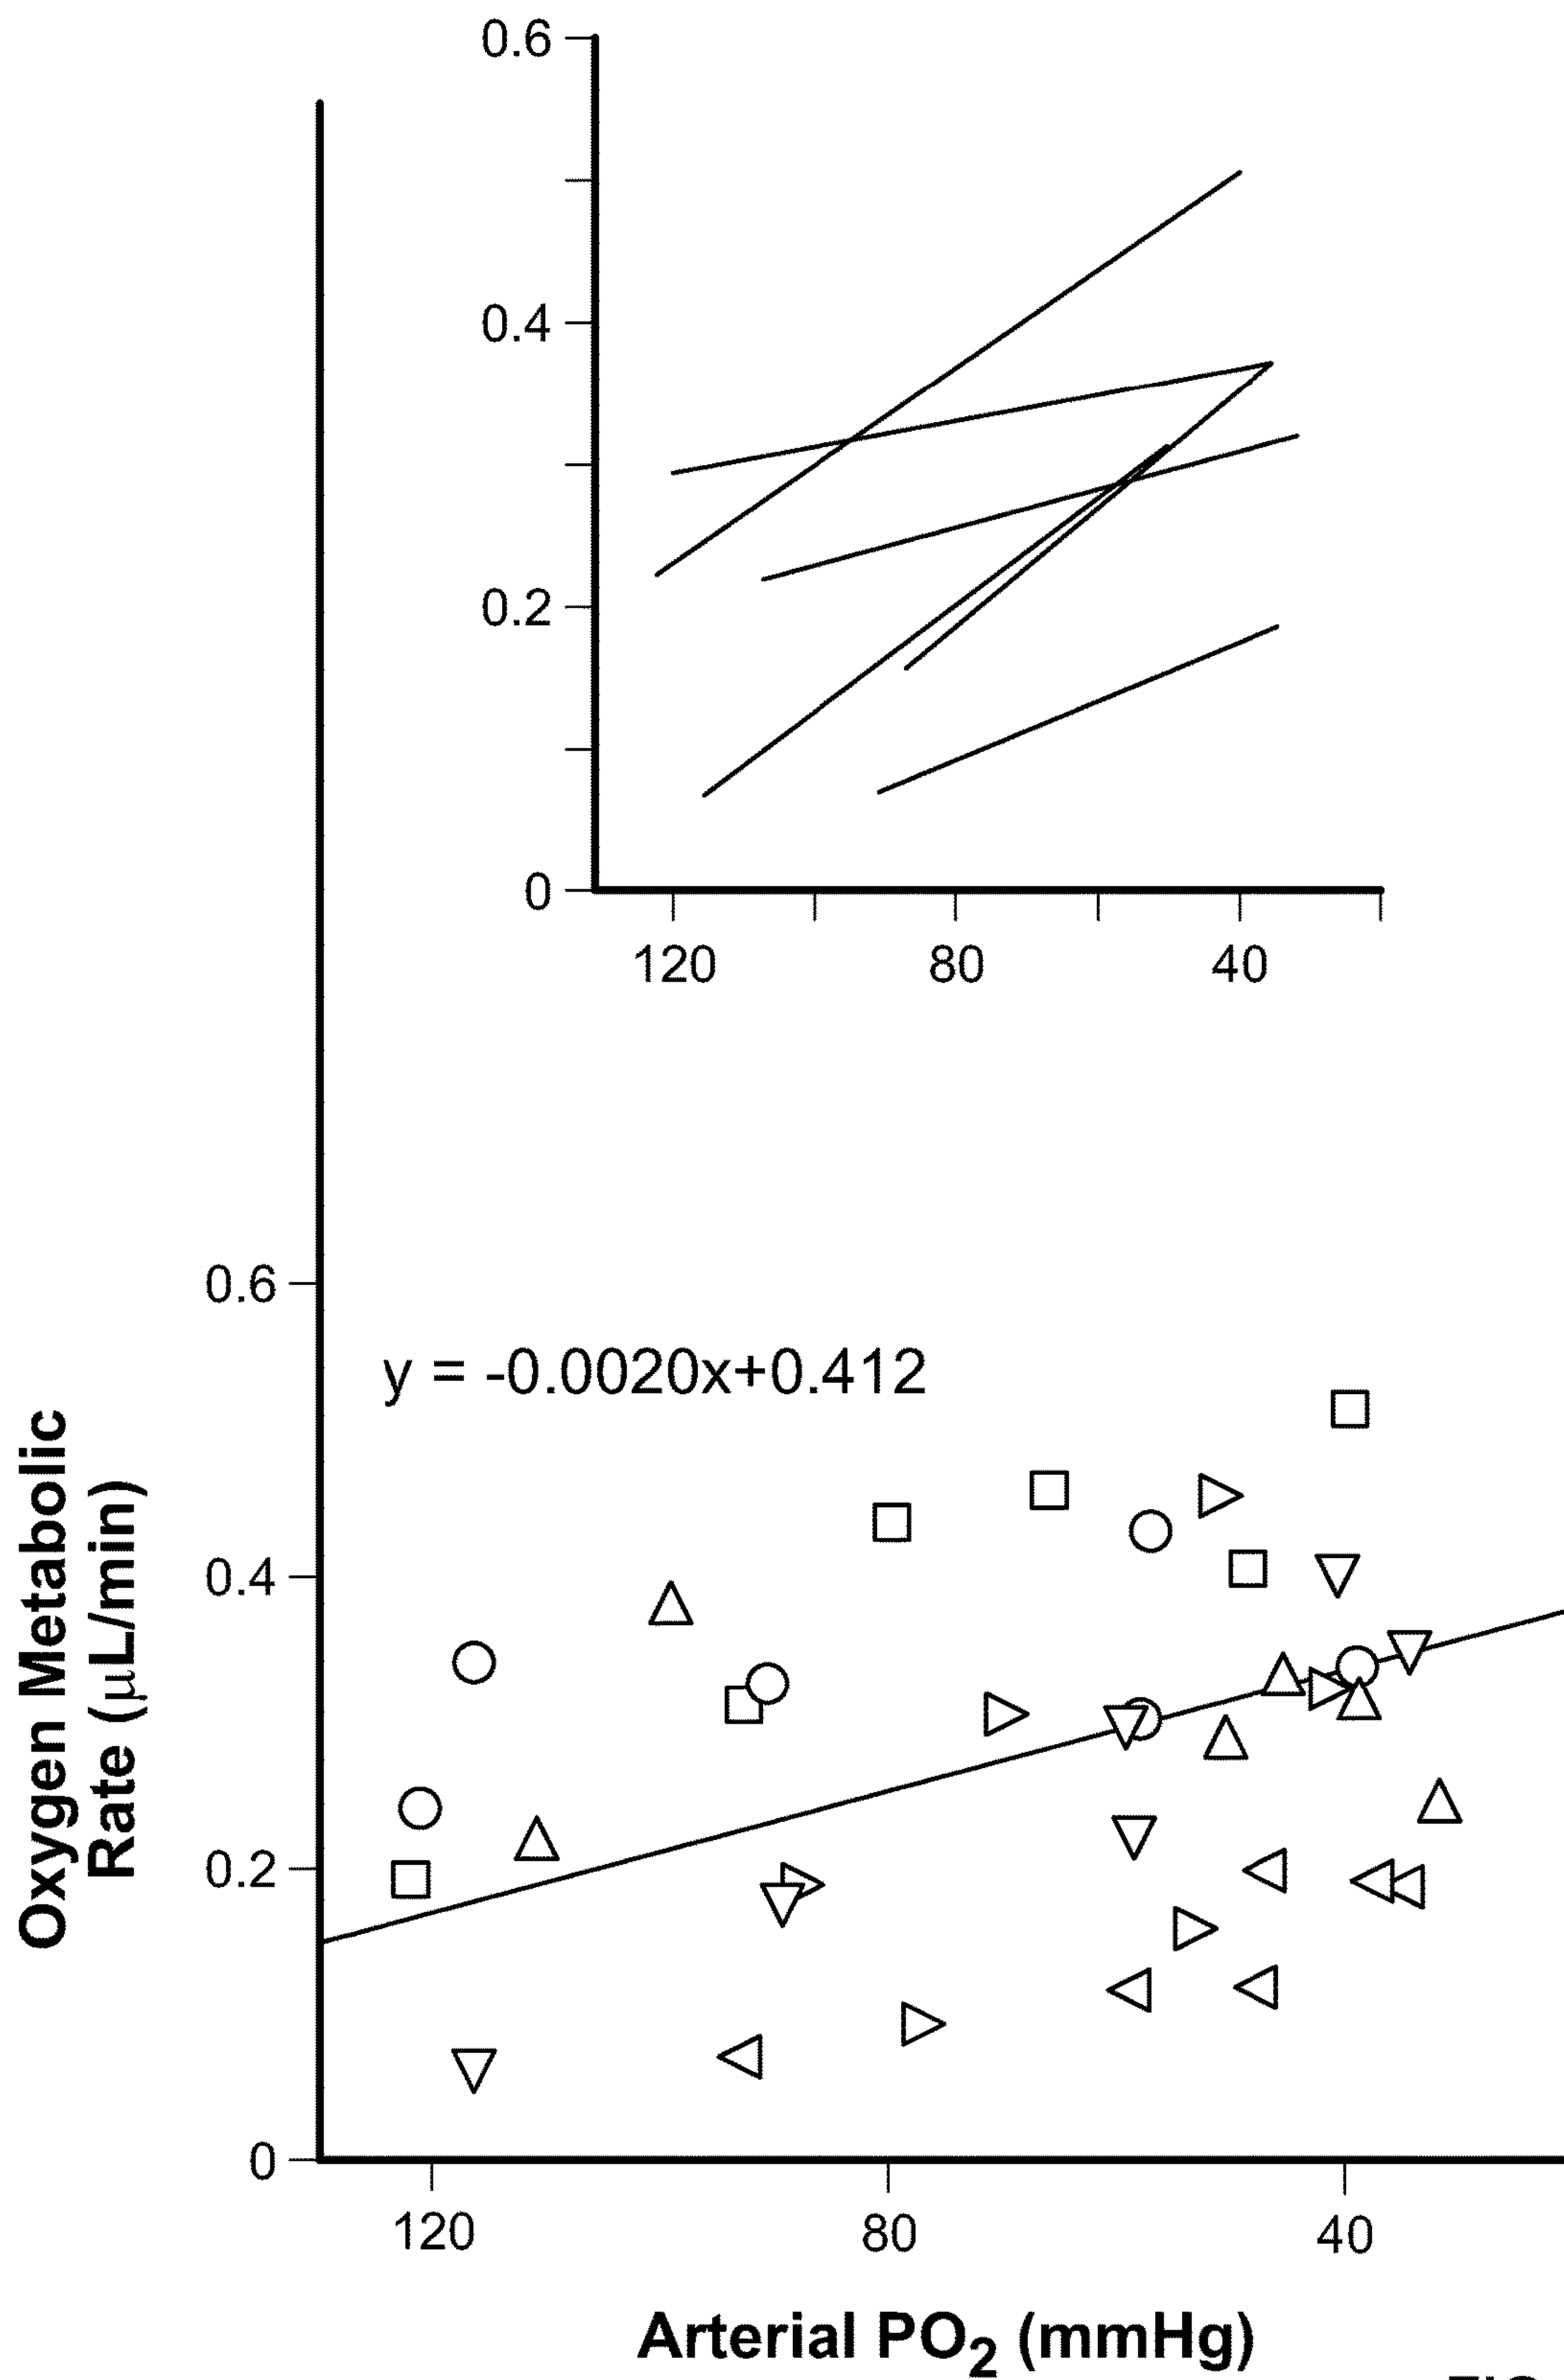 0.6
0.4
0.2
0
120 80 40
0.6
y = -0.0020x+0.412
0.4
0.2
0
Oxygen Metabolic
Rate (μL/min)
120 80 40
Arterial PO2 (mmHg)